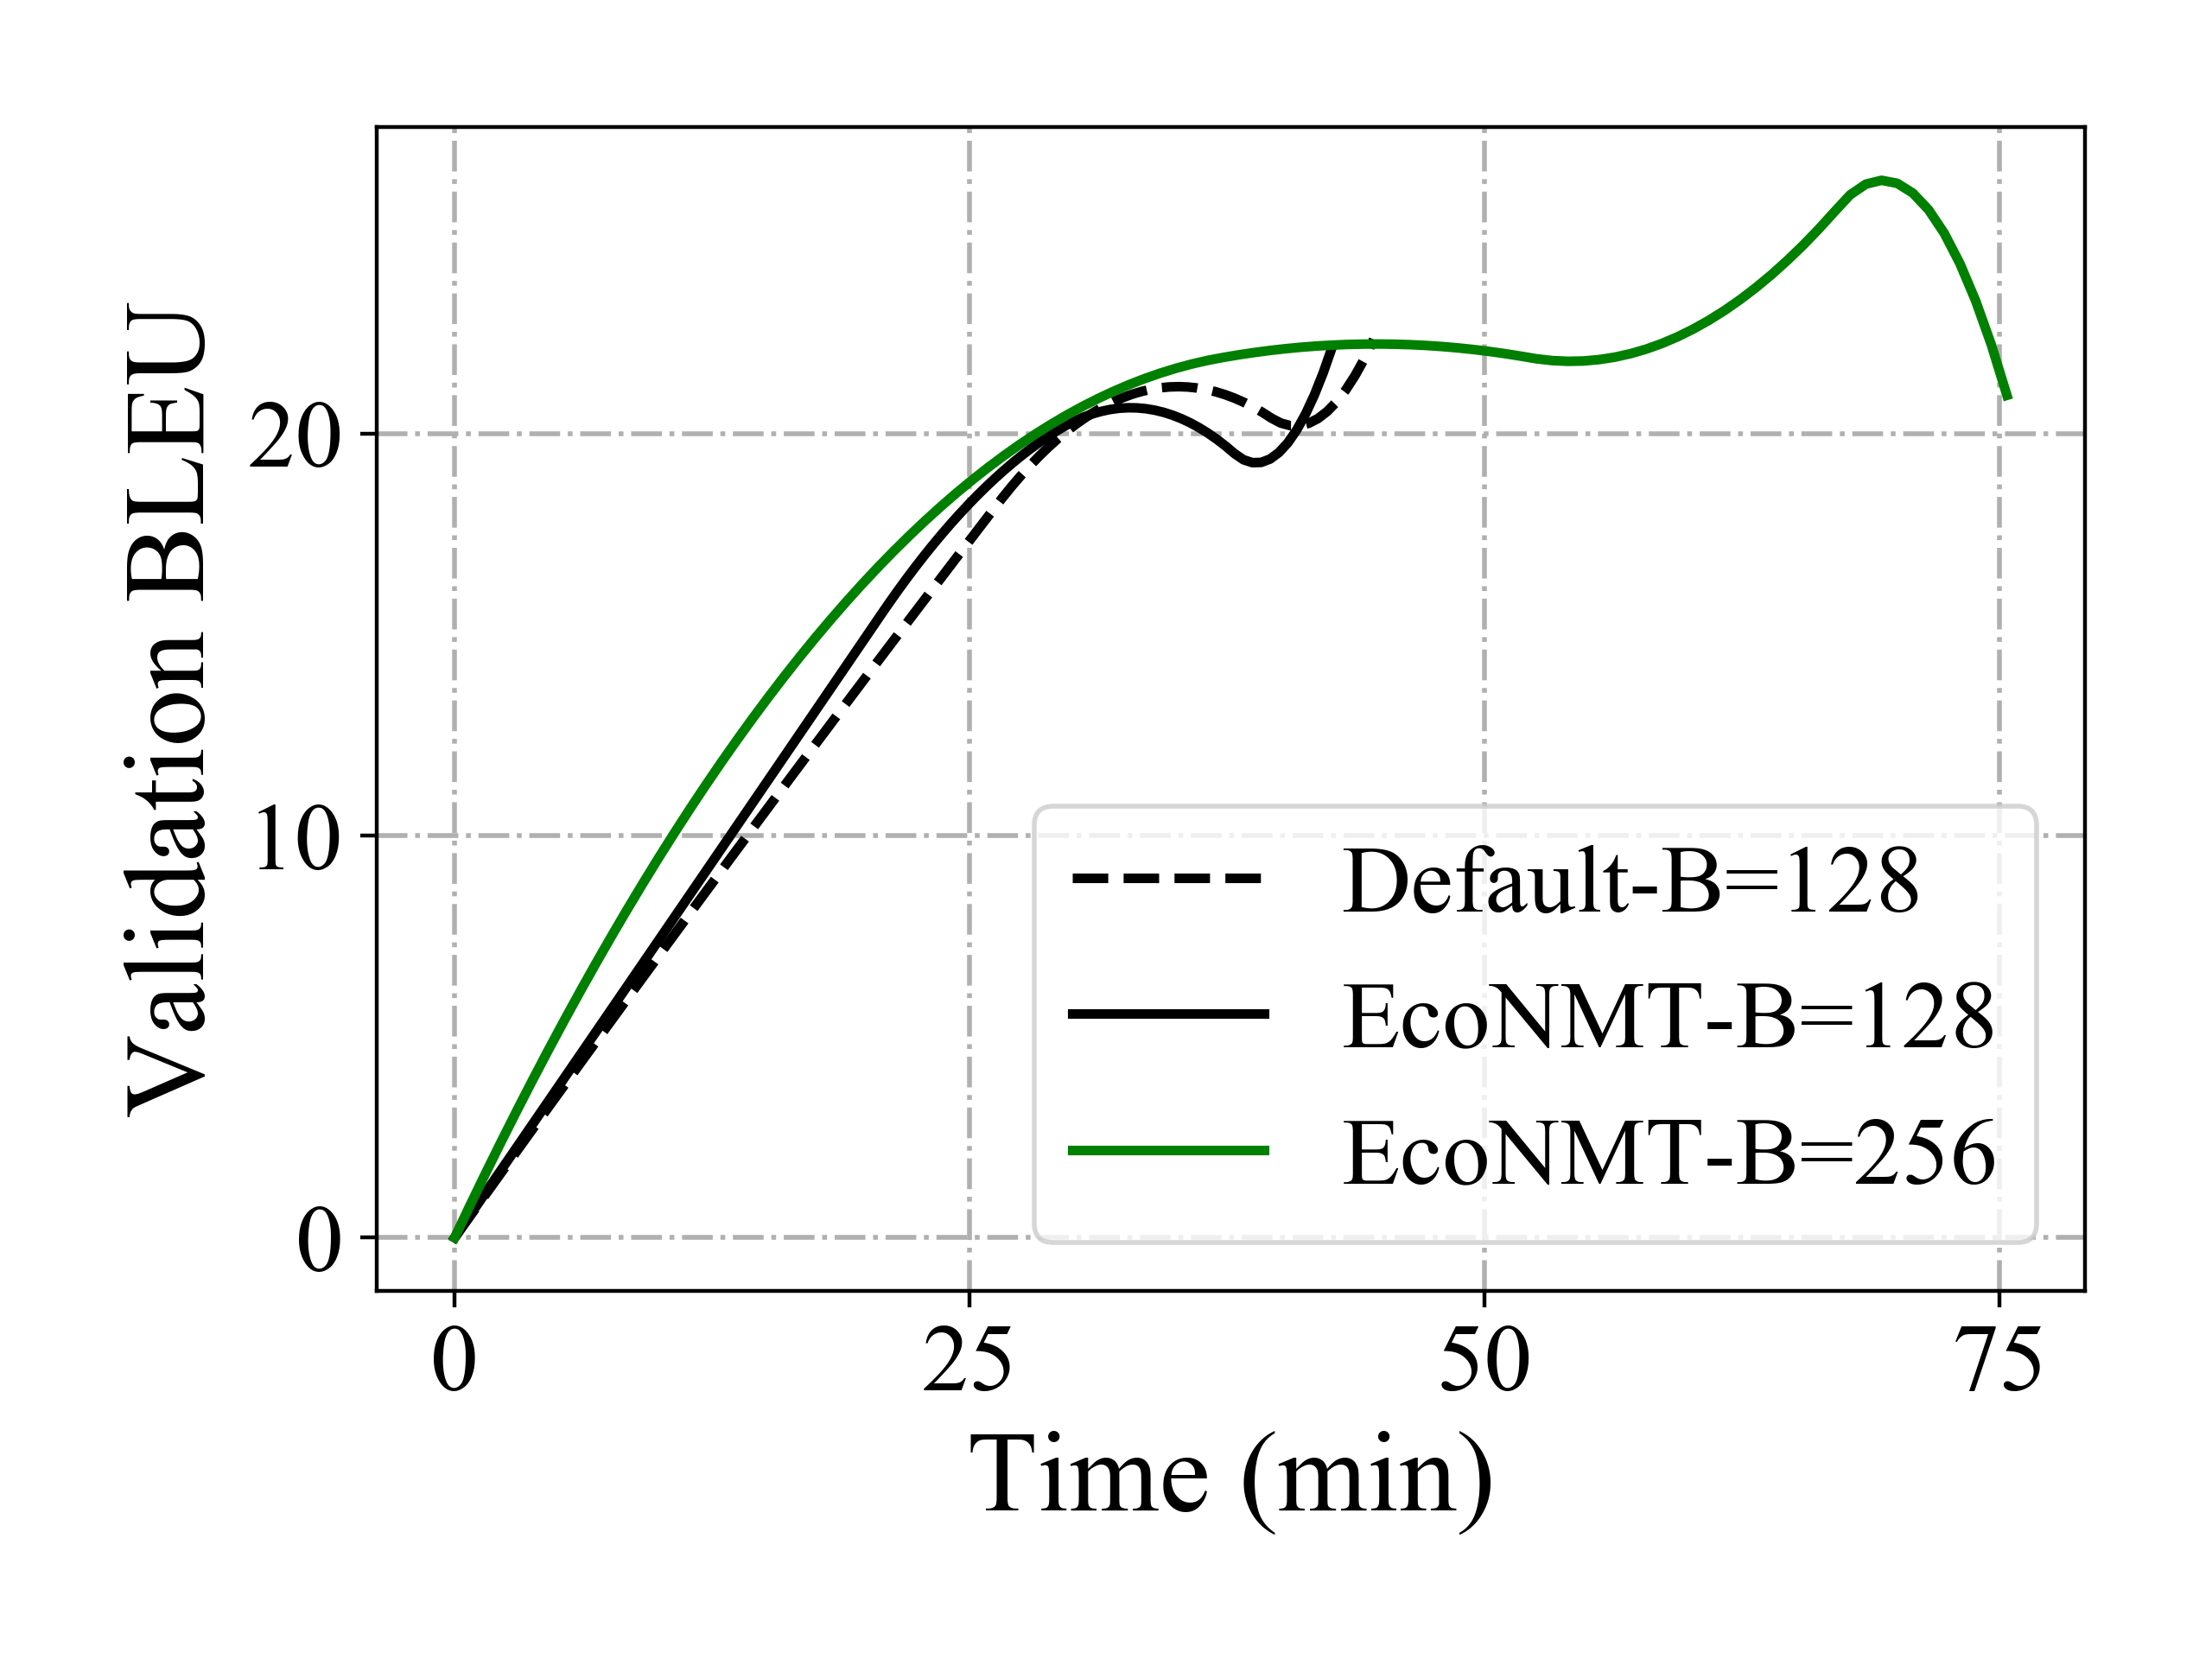 Validation BLEU
20
10
0
Default-B=128
EcoNMT-B=128
EcoNMT-B=256
0 25 50 75
Time (min)